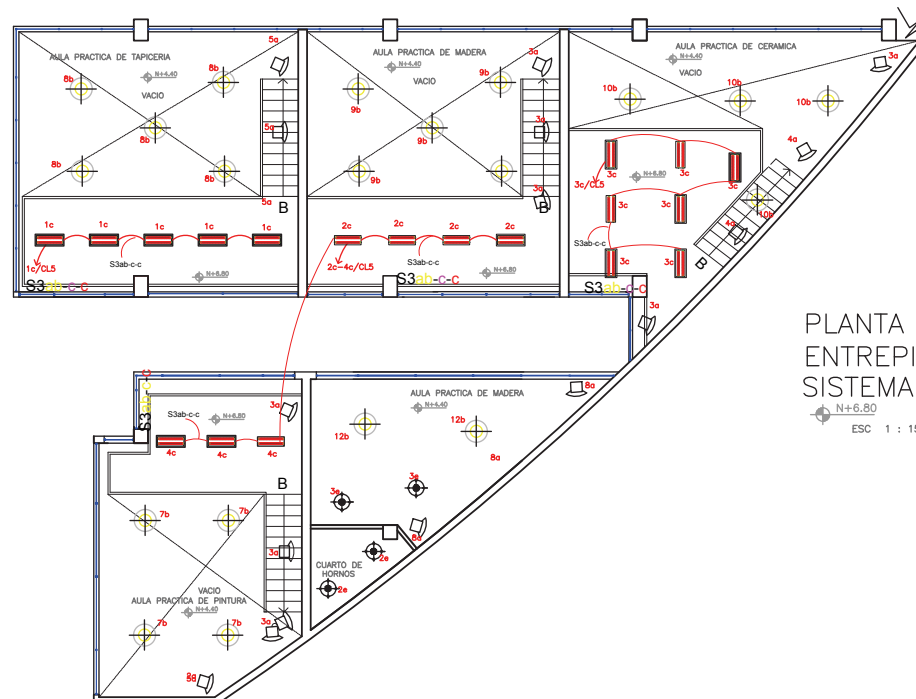 AULA PRACTICA DE TAPICERIA
N+4.40
VACIO
5a
8b
8b
8b
8b
8b
5a
5a
B
1c
1c
1c
1c
1c
1c/CL5
S3ab-c-c
N+6.80
S3ab-c-c
AULA PRACTICA DE MADERA
N+4.40
VACIO
3a
9b
9b
9b
9b
9b
3a
3a
B
2c
2c
2c
2c
2c-4c/CL5
S3ab-c-c
N+6.80
S3ab-c-c
AULA PRACTICA DE CERAMICA
N+4.40
VACIO
3a
10b
10b
10b
10b
4a
4a
B
3c
3c
3c
3c
3c
3c
3c
3c/CL5
N+6.80
S3ab-c-c
S3ab-c-c
3a
PLANTA
ENTREPI
SISTEMA
N+6.80
ESC 1 : 15
S3ab-c-c
S3ab-c-c
N+6.80
3a
4c
4c
4c
B
7b
7b
3a
VACIO
AULA PRACTICA DE PINTURA
N+4.40
7b
7b
3a
AULA PRACTICA DE MADERA
N+4.40
8a
12b
12b
8a
3e
3e
8a
CUARTO DE
HORNOS
2e
2e